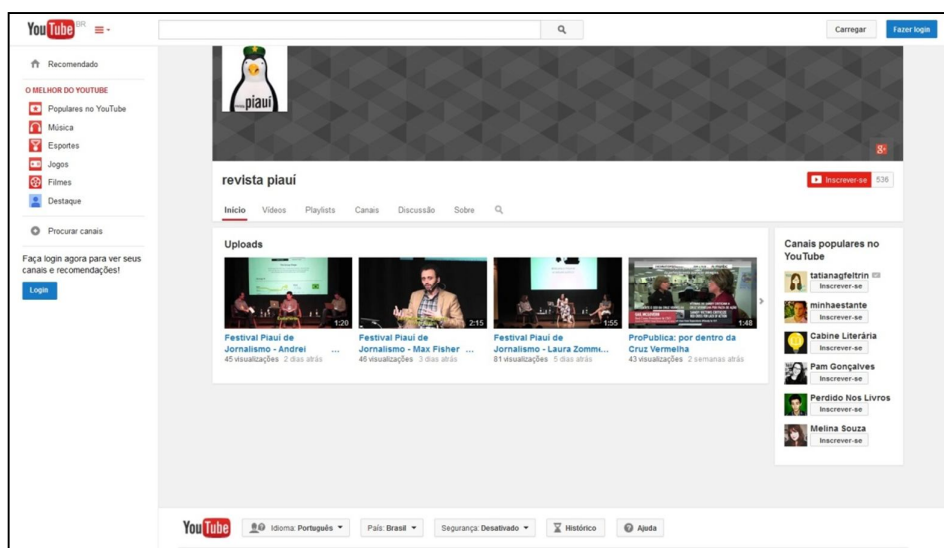 YouTube BR
Carregar
Fazer login
Recomendado
O MELHOR DO YOUTUBE
Populares no YouTube
Música
Esportes
Jogos
Filmes
Destaque
Procurar canais
Faça login agora para ver seus
canais e recomendações!
Login
piauí
g+
revista piauí
Inscrever-se 536
Início Vídeos Playlists Canais Discussão Sobre
Uploads
1:20
Festival Piauí de
Jornalismo - Andrei ...
45 visualizações 2 dias atrás
2:15
Festival Piauí de
Jornalismo - Max Fisher ...
46 visualizações 3 dias atrás
1:55
Festival Piauí de
Jornalismo - Laura Zomme...
81 visualizações 5 dias atrás
1:48
ProPublica: por dentro da
Cruz Vermelha
43 visualizações 2 semanas atrás
Canais populares no
YouTube
tatianagfeltrin
Inscrever-se
minhaestante
Inscrever-se
Cabine Literária
Inscrever-se
Pam Gonçalves
Inscrever-se
Perdido Nos Livros
Inscrever-se
Melina Souza
Inscrever-se
YouTube Idioma: Português País: Brasil Segurança: Desativado Histórico Ajuda